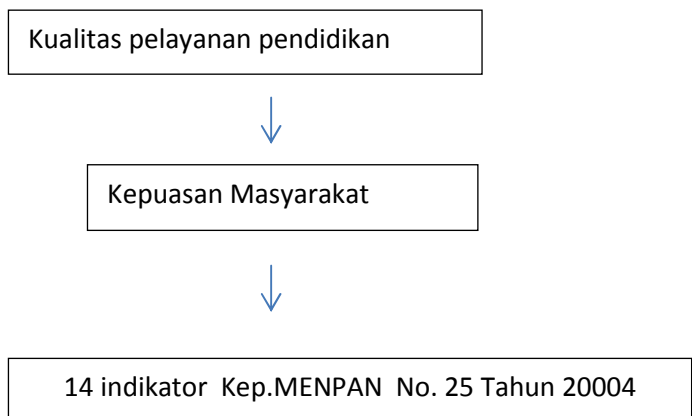 Kualitas pelayanan pendidikan
Kepuasan Masyarakat
14 indikator Kep.MENPAN No. 25 Tahun 20004